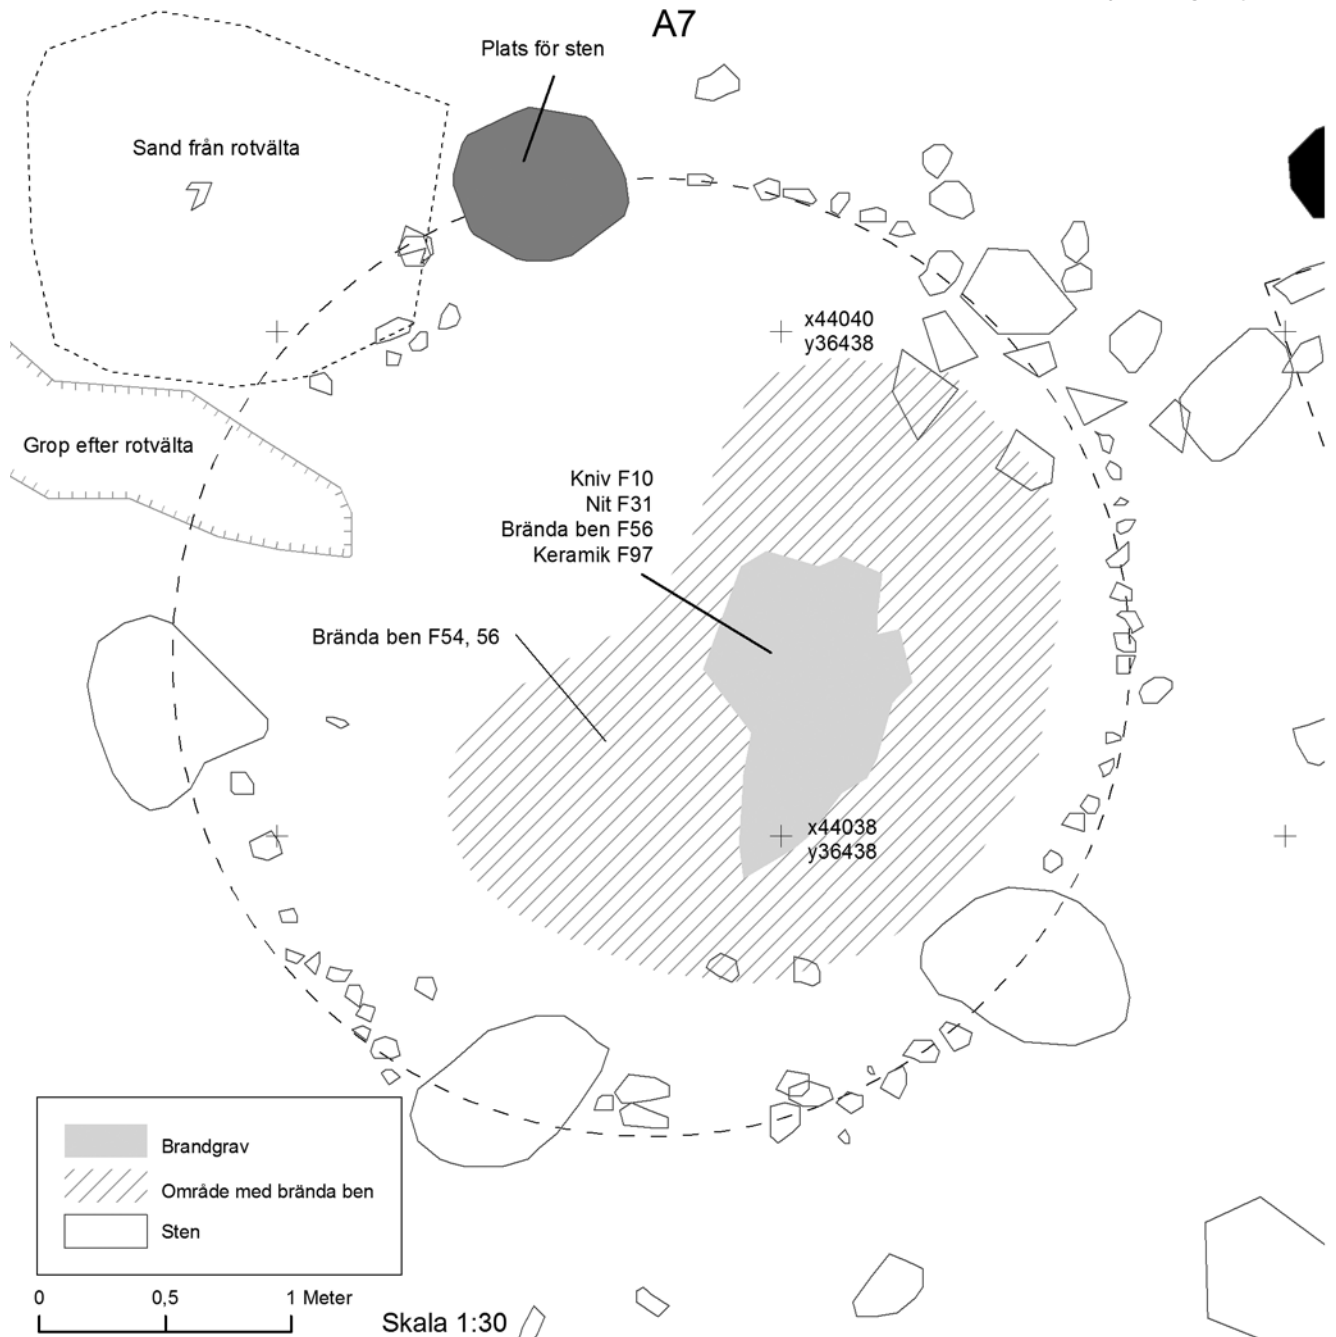 A7
Plats för sten
Sand från rotvälta
x44040
y36438
Grop efter rotvälta
Kniv F10
Nit F31
Brända ben F56
Keramik F97
Brända ben F54, 56
x44038
y36438
Brandgrav
Område med brända ben
Sten
0 0,5 1 Meter
Skala 1:30